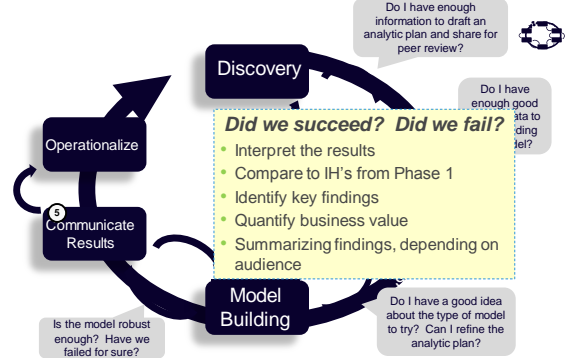 Do I have enough
information to draft an
analytic plan and share for
peer review?
Discovery
Do I have
enough good
ata to
ding
del?
Did we succeed? Did we fail?
Interpret the results
Compare to IH's from Phase 1
Identify key findings
Quantify business value
Summarizing findings, depending on
audience
Operationalize
5
Communicate
Results
Model
Building
Do I have a good idea
about the type of model
to try? Can I refine the
analytic plan?
Is the model robust
enough? Have we
failed for sure?